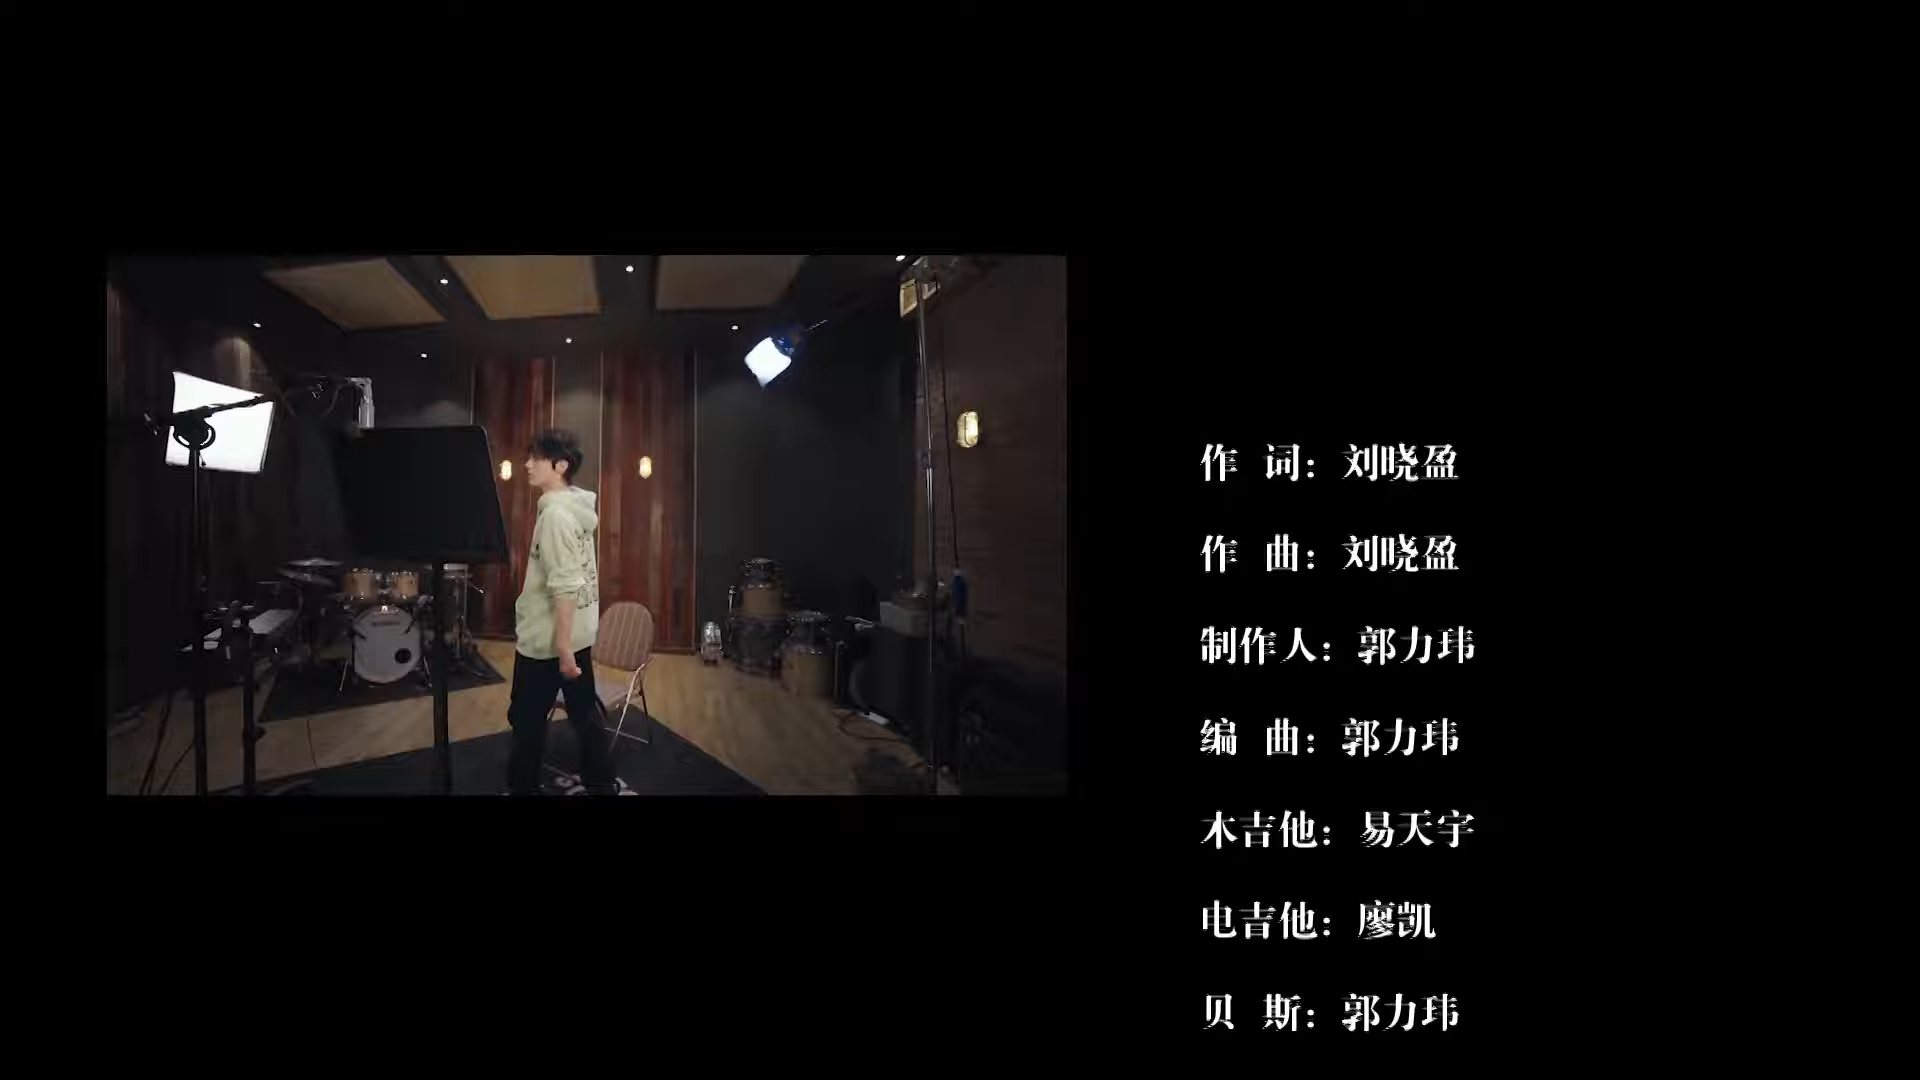 作 词：刘晓盈
作 曲：刘晓盈
制作人：郭力玮
编 曲：郭力玮
木吉他：易天宇
电吉他：廖凯
贝 斯：郭力玮